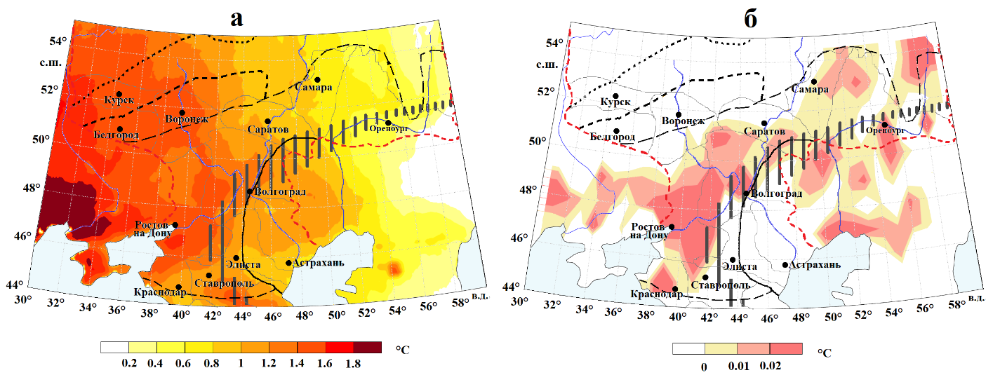 а
54°
с.ш.
52°
50°
48°
46°
44°
30°
32°
34°
36°
38°
40°
42°
44°
46°
48°
50°
52°
54°
56°
58°
в.д.
Курск
Белгород
Воронеж
Саратов
Самара
Оренбург
Волгоград
Ростов
на Дону
Элиста
Астрахань
Ставрополь
Краснодар
0.2
0.4
0.6
0.8
1
1.2
1.4
1.6
1.8
°C
б
54°
с.ш.
52°
50°
48°
46°
44°
30°
32°
34°
36°
40°
42°
44°
46°
48°
50°
52°
54°
56°
58°
в.д.
Курск
Белгород
Воронеж
Саратов
Самара
Оренбург
Волгоград
Ростов
на Дону
Элиста
Астрахань
Ставрополь
Краснодар
0
0.01
0.02
°C